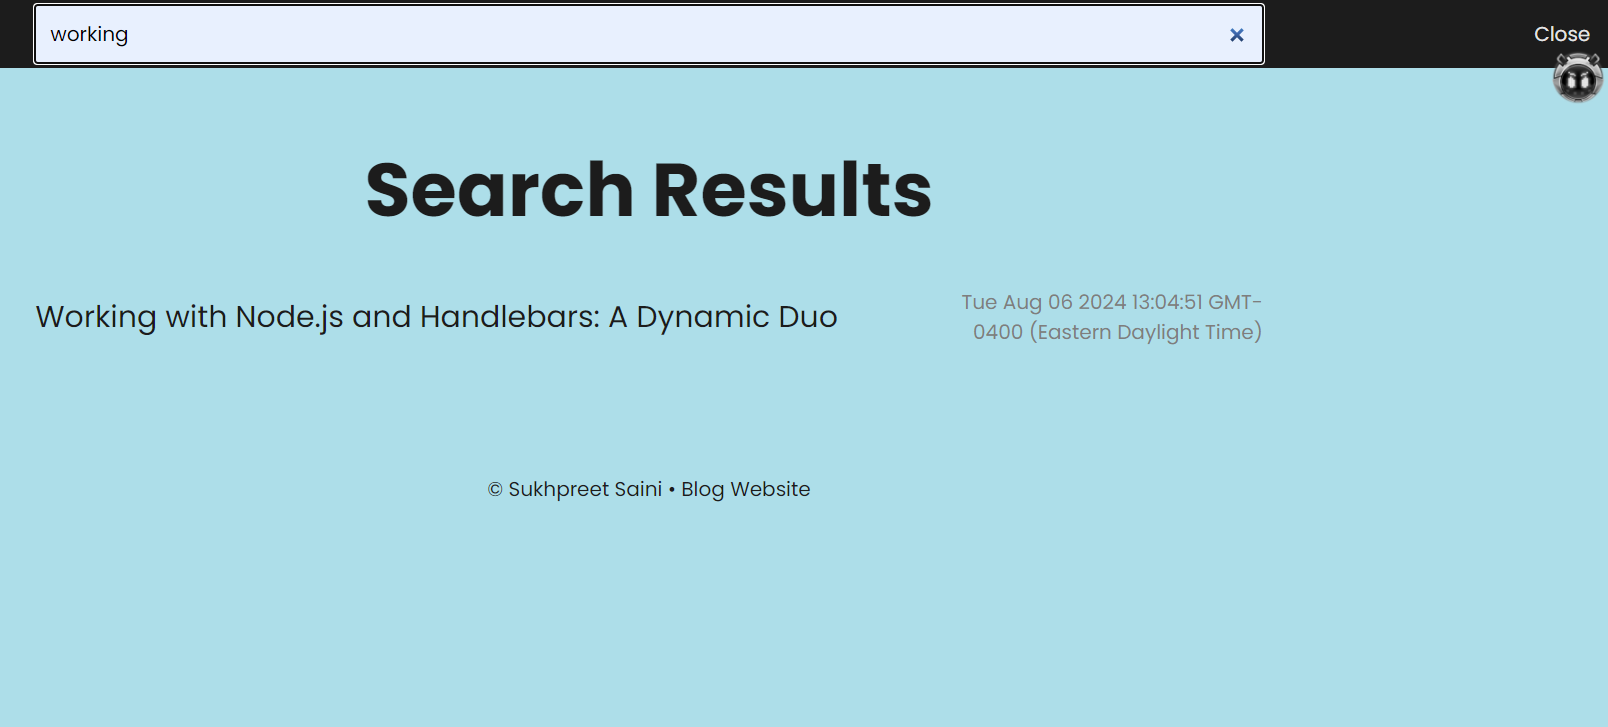 working
Close
Search Results
Working with Node.js and Handlebars: A Dynamic Duo
Tue Aug 06 2024 13:04:51 GMT-
0400 (Eastern Daylight Time)
© Sukhpreet Saini • Blog Website